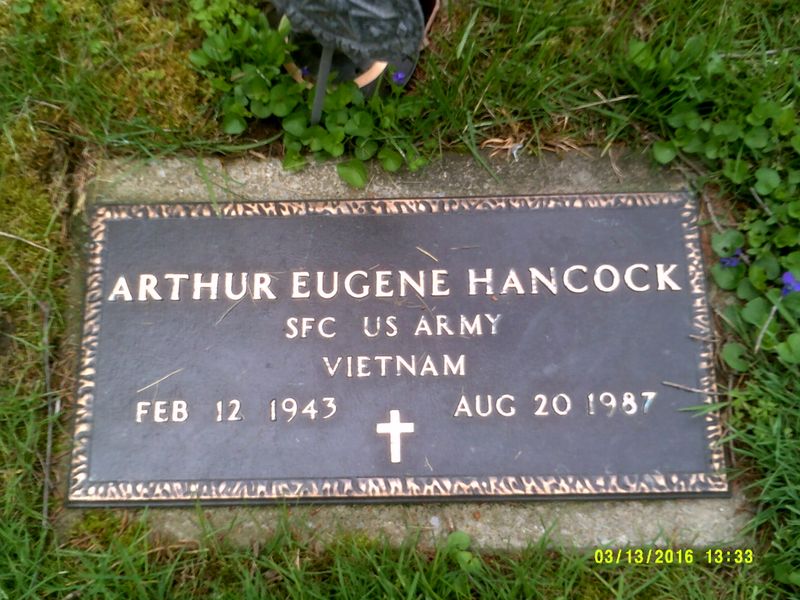 ARTHUR EUGENE HANCOCK
SFC US ARMY
VIETNAM
FEB 12 1943 AUG 20 1987
03/13/2016 13:33